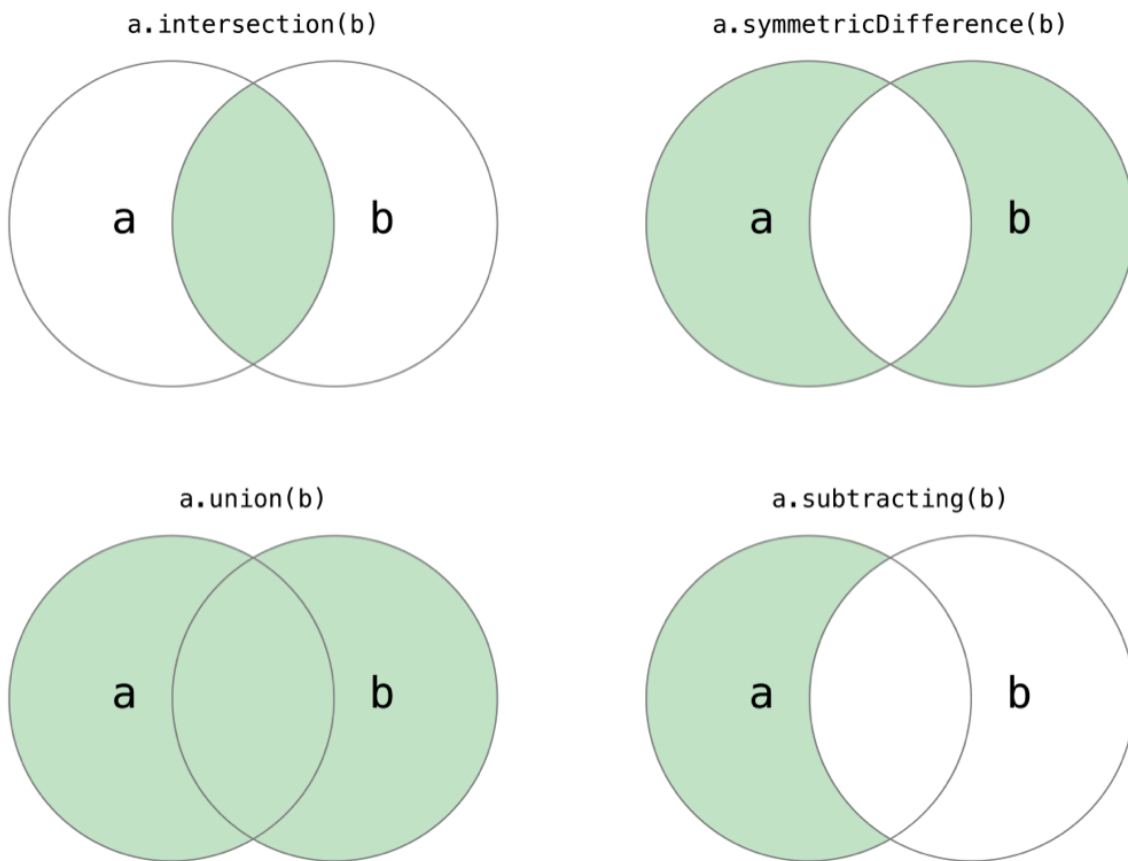 a.intersection(b)
a.symmetricDifference(b)
a
b
a
b
a.union(b)
a.subtracting(b)
a
b
a
b